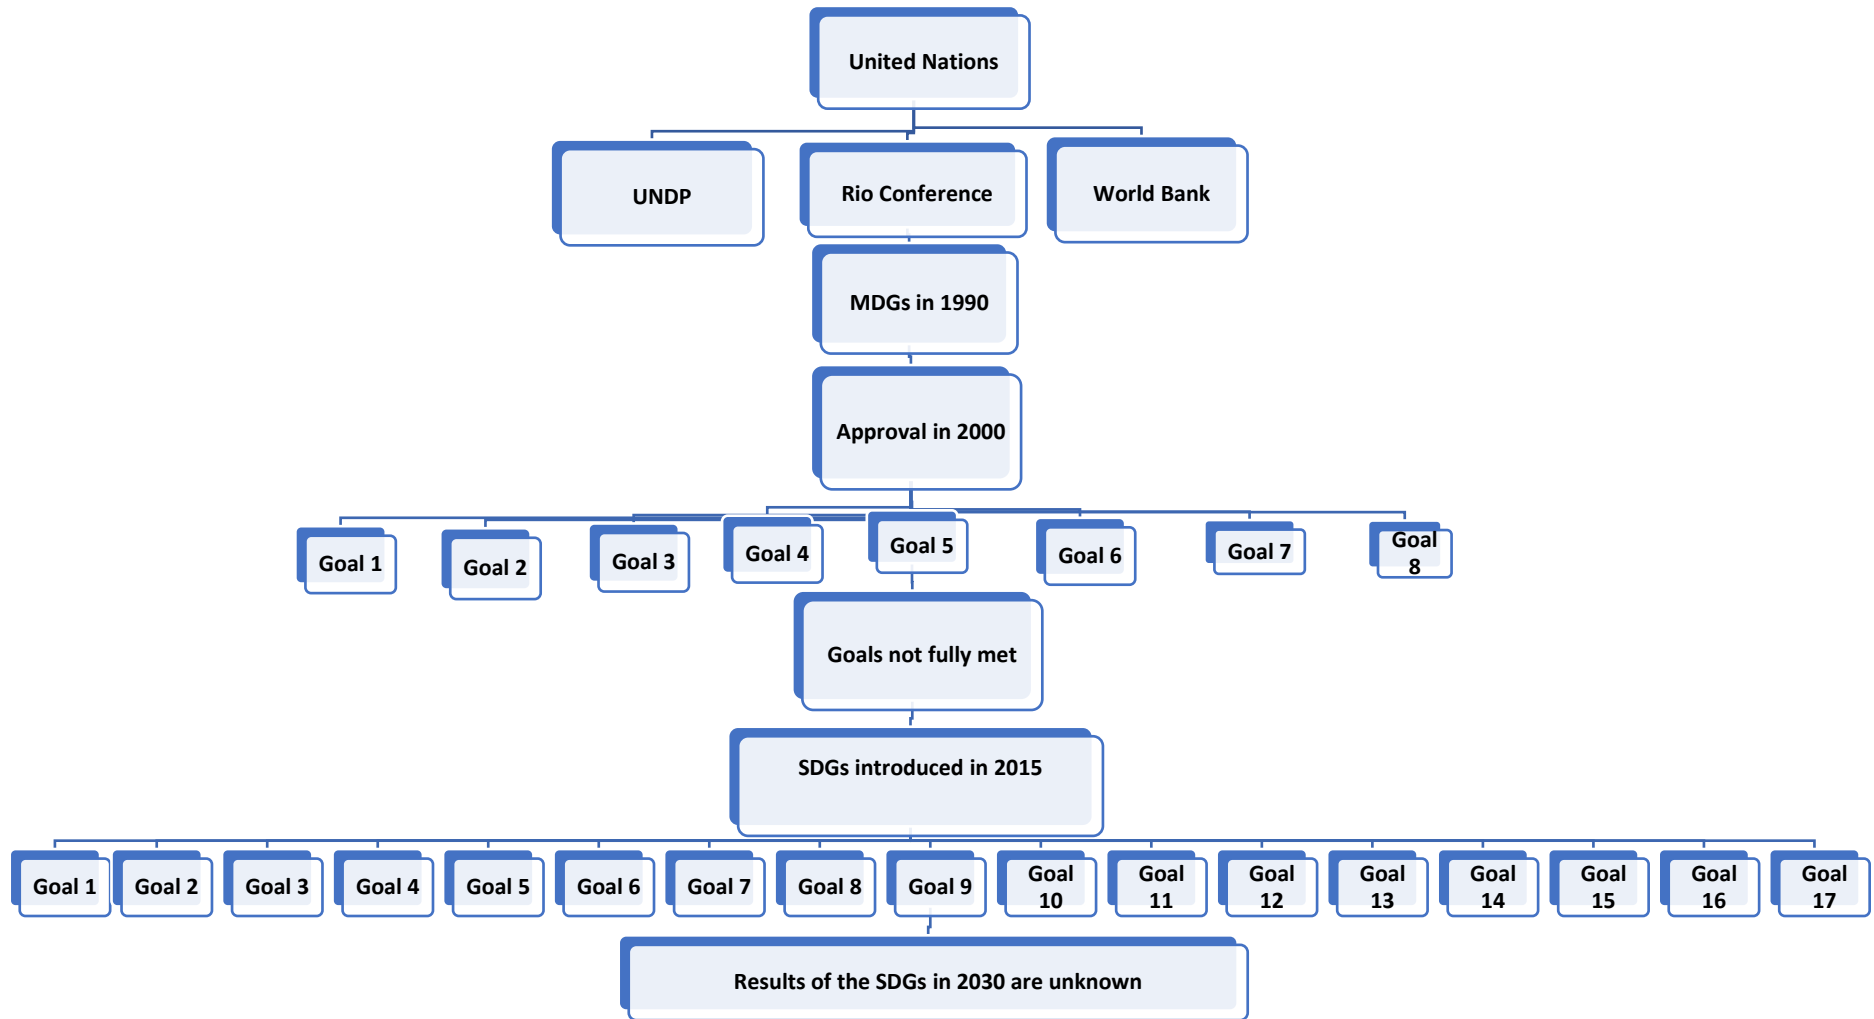 United Nations
UNDP
Rio Conference
World Bank
MDGs in 1990
Approval in 2000
Goal 1
Goal 2
Goal 3
Goal 4
Goal 5
Goal 6
Goal 7
Goal
8
Goals not fully met
SDGs introduced in 2015
Goal 1
Goal 2
Goal 3
Goal 4
Goal 5
Goal 6
Goal 7
Goal 8
Goal 9
Goal
10
Goal
11
Goal
12
Goal
13
Goal
14
Goal
15
Goal
16
Goal
17
Results of the SDGs in 2030 are unknown